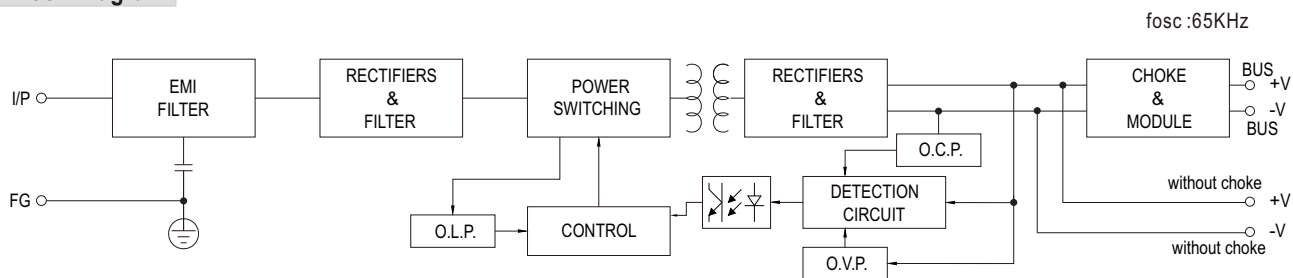 fosc :65KHz
I/P
EMI
FILTER
RECTIFIERS
&
FILTER
POWER
SWITCHING
RECTIFIERS
&
FILTER
CHOKE
&
MODULE
BUS
+V
-V
BUS
O.C.P.
FG
O.L.P.
CONTROL
DETECTION
CIRCUIT
O.V.P.
without choke
+V
-V
without choke